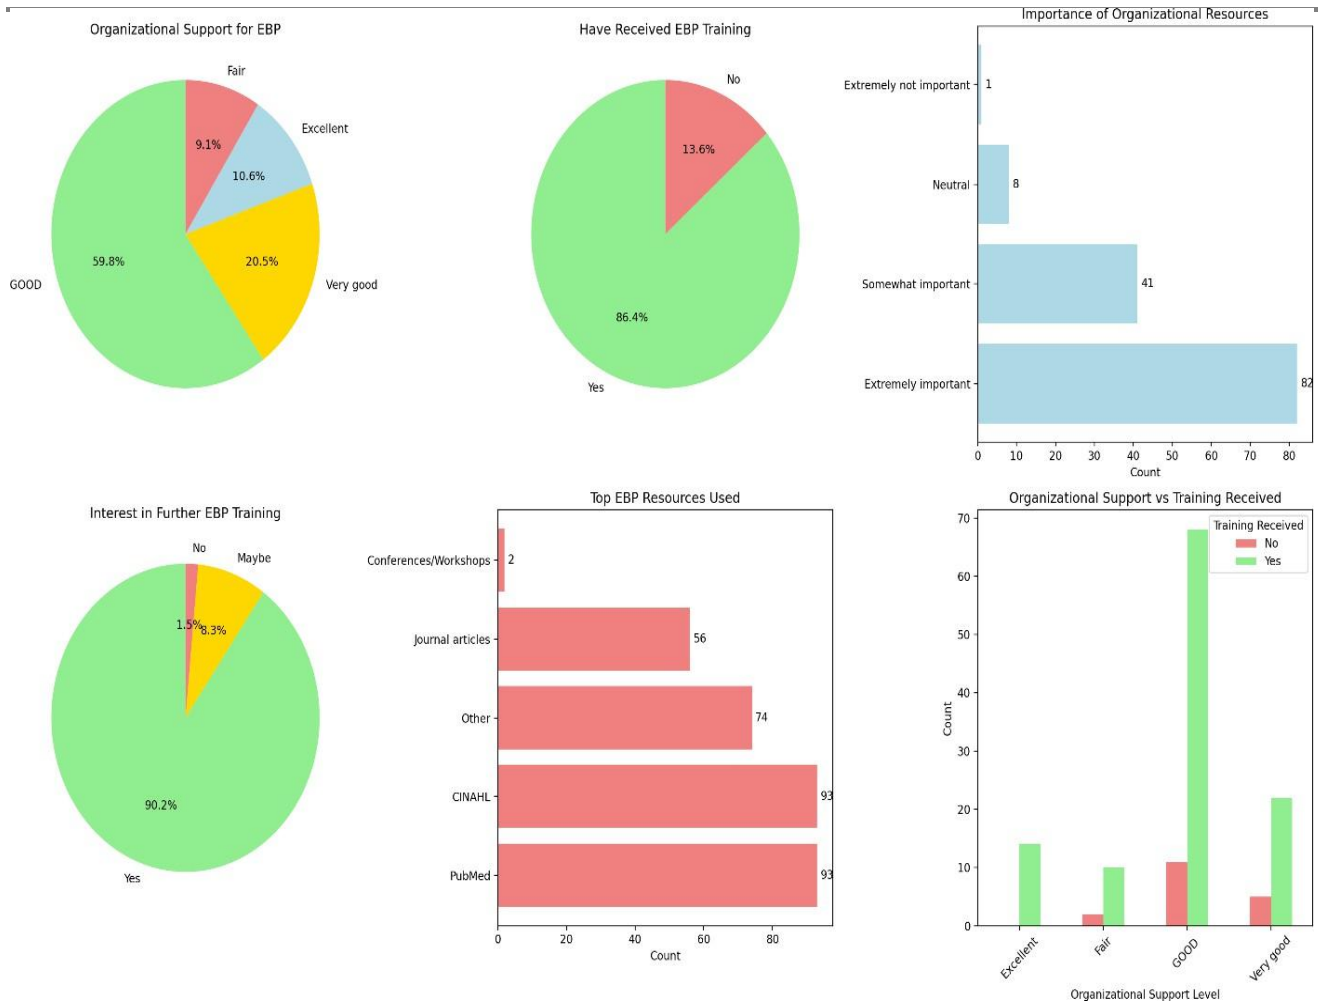 Organizational Support for EBP
Fair
Excellent
9.1%
10.6%
59.8%
20.5%
GOOD
Very good
Have Received EBP Training
No
13.6%
86.4%
Yes
Importance of Organizational Resources
Extremely not important
1
Neutral
8
Somewhat important
41
Extremely important
82
0 10 20 30 40 50 60 70 80
Count
Interest in Further EBP Training
No
Maybe
1.5%
8.3%
90.2%
Yes
Top EBP Resources Used
Conferences/Workshops
2
Journal articles
56
Other
74
CINAHL
93
PubMed
93
0 20 40 60 80
Count
Organizational Support vs Training Received
Training Received
No
Yes
70
60
50
40
30
20
10
0
Count
Excellent
Fair
GOOD
Very good
Organizational Support Level